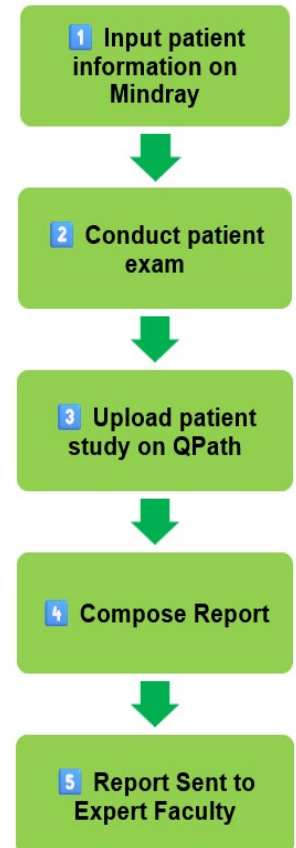 1 Input patient
information on
Mindray
2 Conduct patient
exam
3 Upload patient
study on QPath
4 Compose Report
5 Report Sent to
Expert Faculty